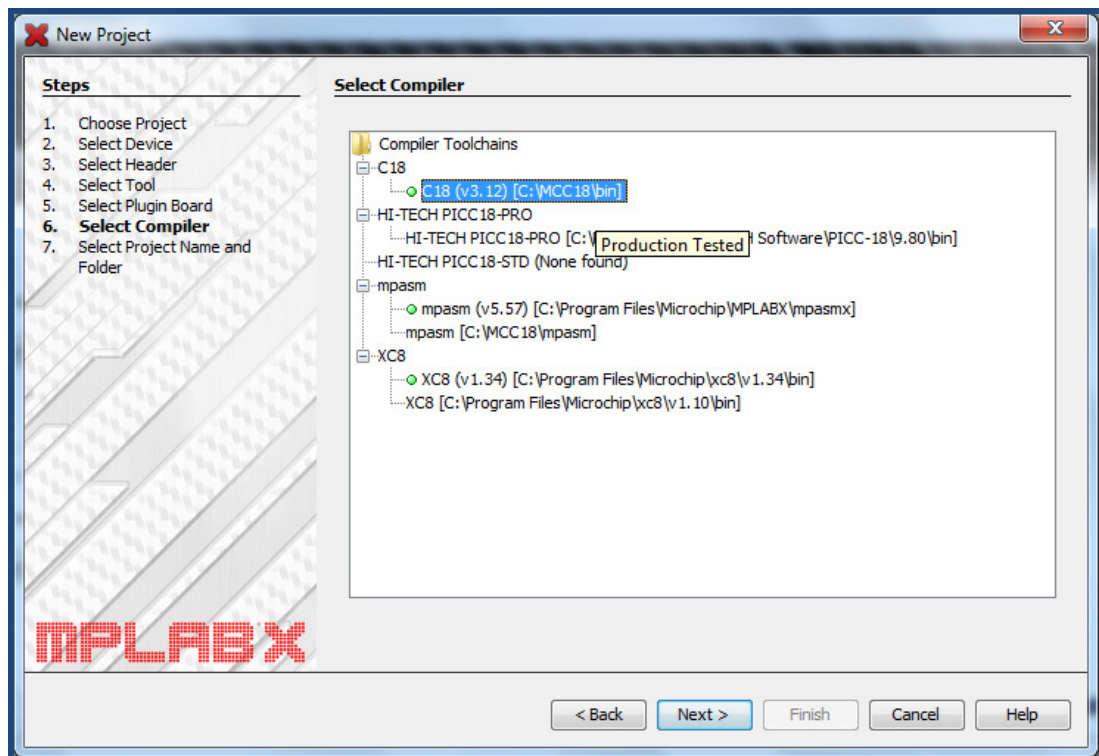 New Project
Steps
1. Choose Project
2. Select Device
3. Select Header
4. Select Tool
5. Select Plugin Board
6. Select Compiler
7. Select Project Name and
Folder
Select Compiler
Compiler Toolchains
C18
C18 (v3.12) [C:\MCC18\bin]
HI-TECH PICC18-PRO
HI-TECH PICC18-PRO [C:\ Software\PICC-18\9.80\bin]
Production Tested
HI-TECH PICC18-STD (None found)
mpasm
mpasm (v5.57) [C:\Program Files\Microchip\MPLABX\mpasmx]
mpasm [C:\MCC18\mpasm]
XC8
XC8 (v1.34) [C:\Program Files\Microchip\xc8\v1.34\bin]
XC8 [C:\Program Files\Microchip\xc8\v1.10\bin]
MPLAB X
< Back Next > Finish Cancel Help